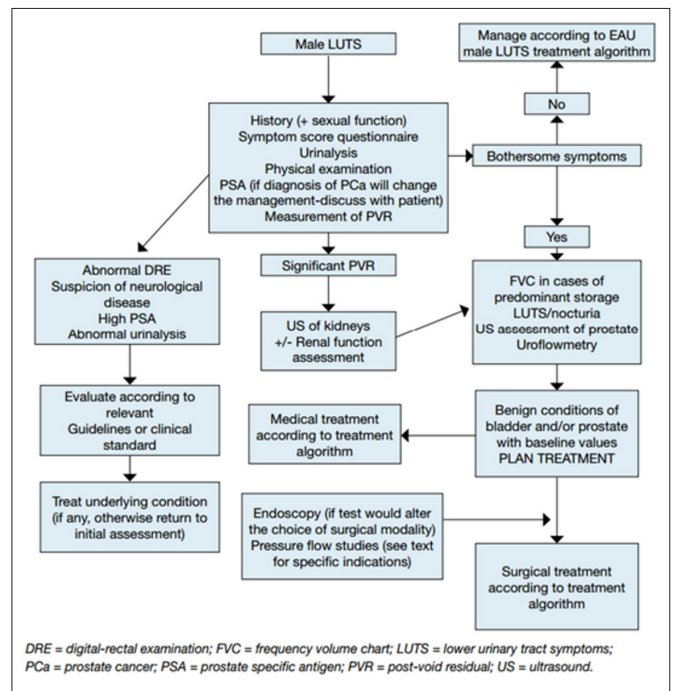 Male LUTS
Manage according to EAU
male LUTS treatment algorithm
No
History (+ sexual function)
Symptom score questionnaire
Urinalysis
Physical examination
PSA (if diagnosis of PCa will change
the management-discuss with patient)
Measurement of PVR
Bothersome symptoms
Yes
Abnormal DRE
Suspicion of neurological
disease
High PSA
Abnormal urinalysis
Significant PVR
US of kidneys
+/- Renal function
assessment
FVC in cases of
predominant storage
LUTS/nocturia
US assessment of prostate
Uroflowmetry
Evaluate according to
relevant
Guidelines or clinical
standard
Medical treatment
according to treatment
algorithm
Benign conditions of
bladder and/or prostate
with baseline values
PLAN TREATMENT
Treat underlying condition
(if any, otherwise return to
initial assessment)
Endoscopy (if test would alter
the choice of surgical modality)
Pressure flow studies (see text
for specific indications)
Surgical treatment
according to treatment
algorithm
DRE = digital-rectal examination; FVC = frequency volume chart; LUTS = lower urinary tract symptoms;
PCa = prostate cancer; PSA = prostate specific antigen; PVR = post-void residual; US = ultrasound.